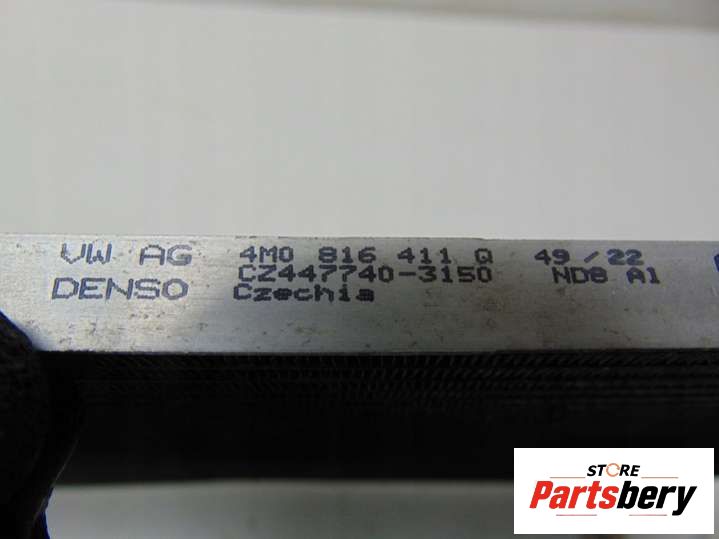 VW AG 4M0 816 411 Q 49/22
CZ447740-3150 ND8 A1
DENSO Czechia
STORE
Partsbery